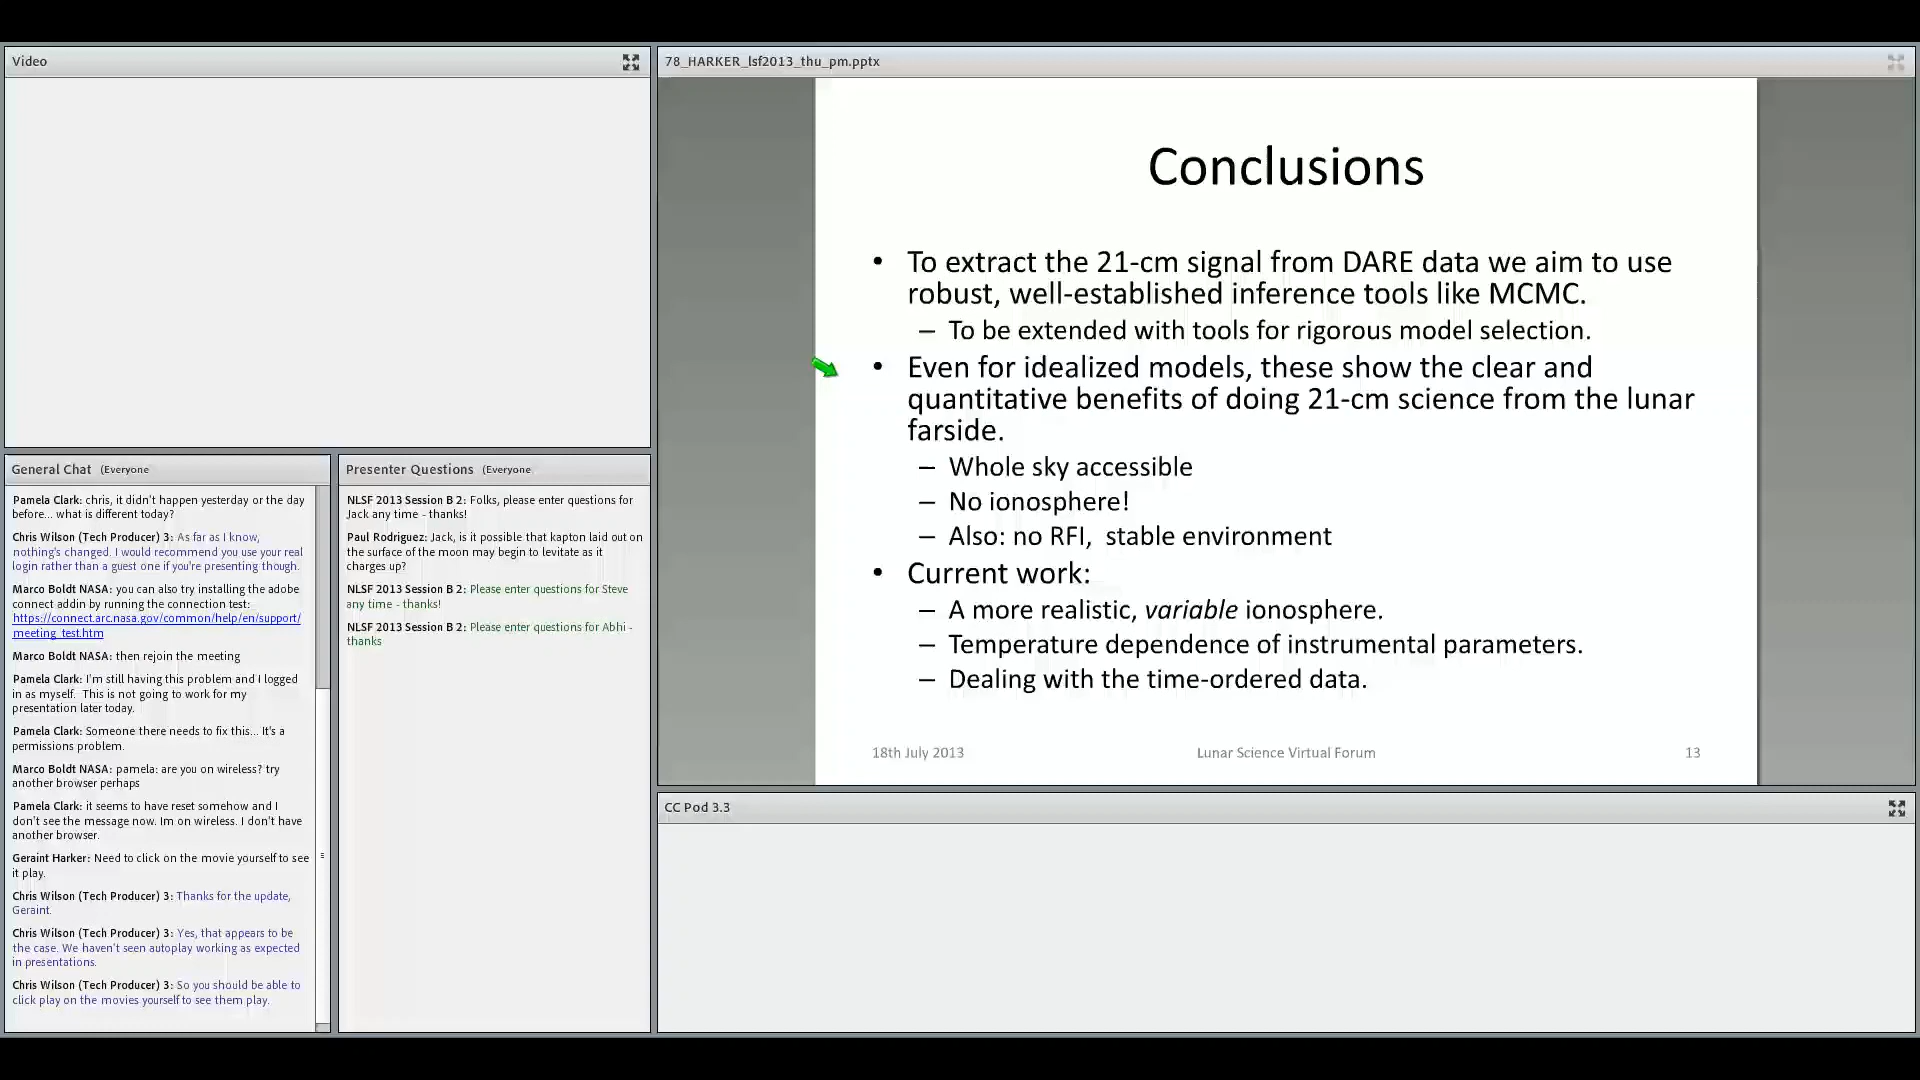 Video
General Chat (Everyone
Pamela Clark: chris, it didn't happen yesterday or the day
before... what is different today?
Chris Wilson (Tech Producer) 3: As far as I know,
nothing's changed. I would recommend you use your real
login rather than a guest one if you're presenting though.
Marco Boldt NASA: you can also try installing the adobe
connect addin by running the connection test:
https://connect.arc.nasa.gov/common/help/en/support/
meeting_test.htm
Marco Boldt NASA: then rejoin the meeting
Pamela Clark: I'm still having this problem and I logged
in as myself. This is not going to work for my
presentation later today.
Pamela Clark: Someone there needs to fix this... It's a
permissions problem.
Marco Boldt NASA: pamela: are you on wireless? try
another browser perhaps
Pamela Clark: it seems to have reset somehow and I
don't see the message now. Im on wireless. I don't have
another browser.
Geraint Harker: Need to click on the movie yourself to see
it play.
Chris Wilson (Tech Producer) 3: Thanks for the update,
Geraint.
Chris Wilson (Tech Producer) 3: Yes, that appears to be
the case. We haven't seen autoplay working as expected
in presentations.
Chris Wilson (Tech Producer) 3: So you should be able to
click play on the movies yourself to see them play.
Presenter Questions (Everyone
NLSF 2013 Session B 2: Folks, please enter questions for
Jack any time - thanks!
Paul Rodriguez: Jack, is it possible that kapton laid out on
the surface of the moon may begin to levitate as it
charges up?
NLSF 2013 Session B 2: Please enter questions for Steve
any time - thanks!
NLSF 2013 Session B 2: Please enter questions for Abhi -
thanks
78_HARKER_lsf2013_thu_pm.pptx
Conclusions
• To extract the 21-cm signal from DARE data we aim to use
robust, well-established inference tools like MCMC.
– To be extended with tools for rigorous model selection.
• Even for idealized models, these show the clear and
quantitative benefits of doing 21-cm science from the lunar
farside.
– Whole sky accessible
– No ionosphere!
– Also: no RFI, stable environment
• Current work:
– A more realistic, variable ionosphere.
– Temperature dependence of instrumental parameters.
– Dealing with the time-ordered data.
18th July 2013
Lunar Science Virtual Forum
13
CC Pod 3.3